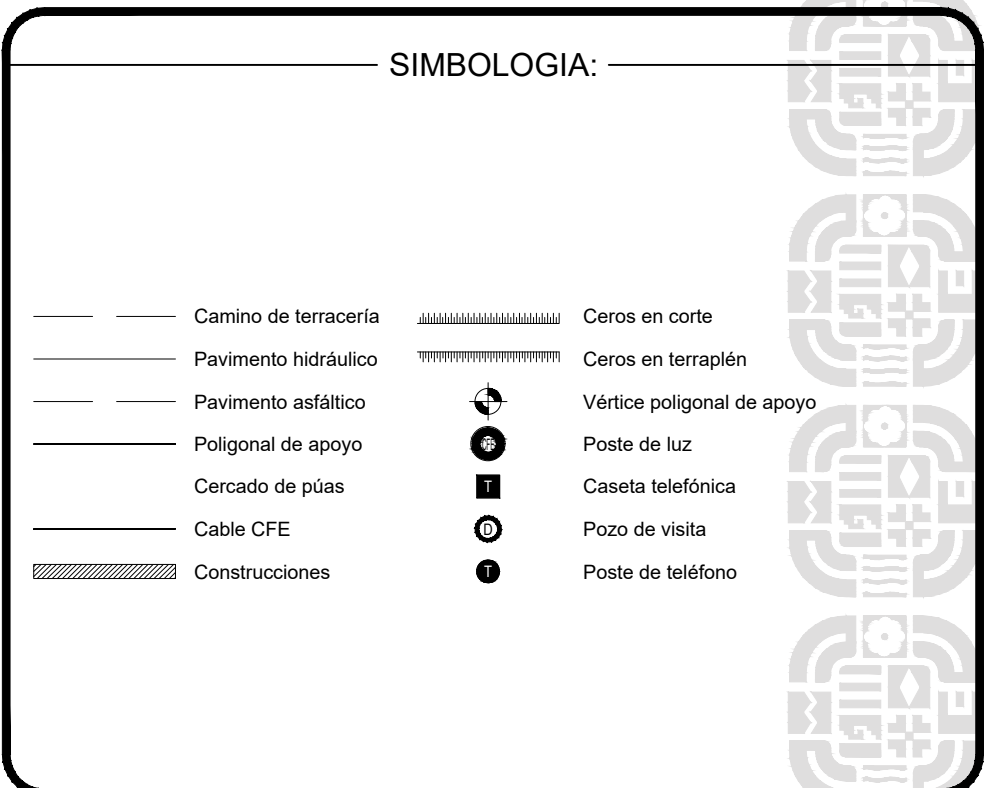 SIMBOLOGIA:
Camino de terracería
Pavimento hidráulico
Pavimento asfáltico
Poligonal de apoyo
Cercado de púas
Cable CFE
Construcciones
Ceros en corte
Ceros en terraplén
Vértice poligonal de apoyo
CFE Poste de luz
T Caseta telefónica
D Pozo de visita
T Poste de teléfono